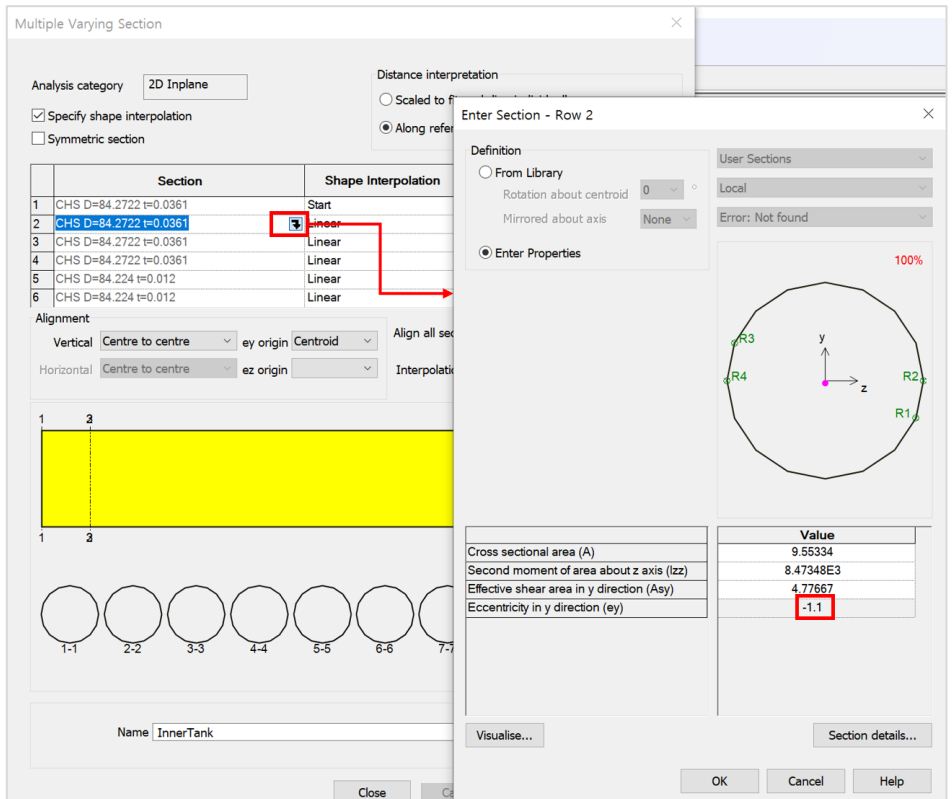 Multiple Varying Section
Analysis category 2D Inplane
Specify shape interpolation
Symmetric section
Distance interpretation
Scaled to
Along
Section Shape Interpolation
1 CHS D=84.2722 t=0.0361 Start
2 CHS D=84.2722 t=0.0361 Linear
3 CHS D=84.2722 t=0.0361 Linear
4 CHS D=84.2722 t=0.0361 Linear
5 CHS D=84.224 t=0.012 Linear
6 CHS D=84.224 t=0.012 Linear
Alignment
Vertical Centre to centre ey origin Centroid Align all
Horizontal Centre to centre ez origin
1
1
1-1 2-2 3-3 4-4 5-5 6-6
Name InnerTank
Close
Enter Section - Row 2
Definition
From Library
Rotation about centroid 0 °
Mirrored about axis None
Enter Properties
User Sections
Local
Error: Not found
100%
R3 y
R4 z R2
R1
Value
Cross sectional area (A) 9.55334
Second moment of area about z axis (Izz) 8.47348E3
Effective shear area in y direction (Asy) 4.77667
Eccentricity in y direction (ey) -1.1
Visualise... Section details...
OK Cancel Help